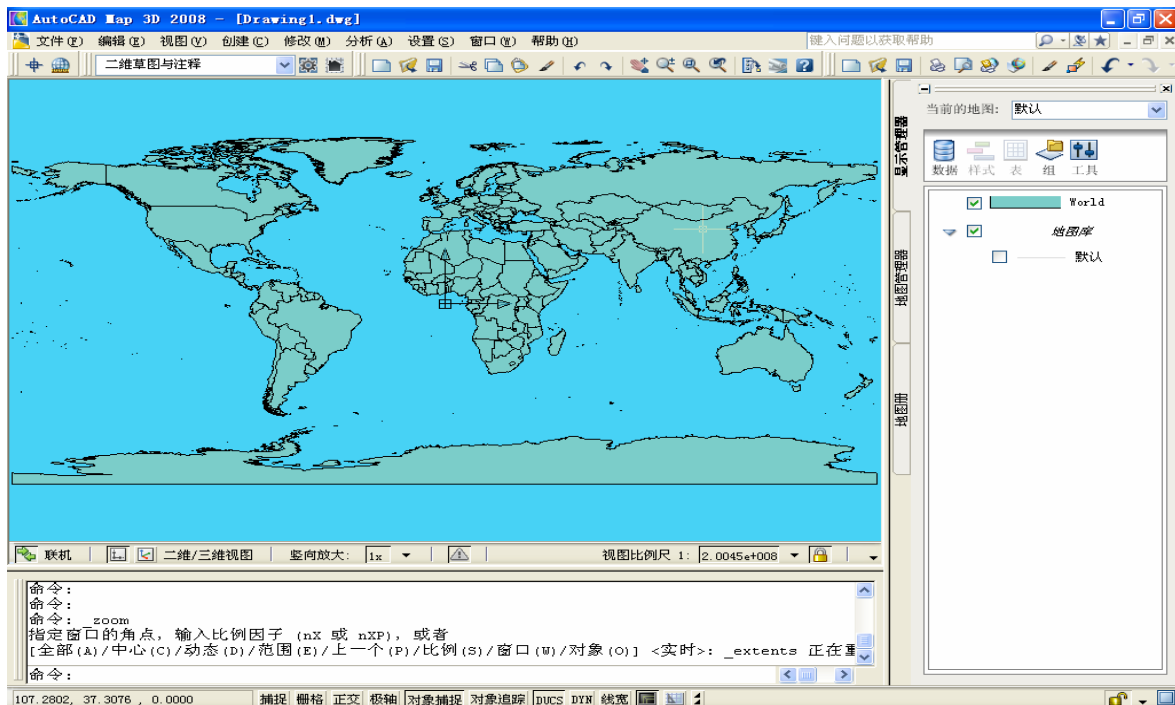 AutoCAD Map 3D 2008 - [Drawing1.dwg]
文件(F) 编辑(E) 视图(V) 创建(C) 修改(M) 分析(A) 设置(S) 窗口(W) 帮助(H) 键入问题以获取帮助
二维草图与注释
当前的地图: 默认
显示管理器
数据 样式 表 组 工具
World
地图库
默认
地图管理器
地图册
联机 二维/三维视图 竖向放大: 1x 视图比例尺 1: 2.0045e+008
命令:
命令:
命令: _zoom
指定窗口的角点, 输入比例因子 (nX 或 nXP), 或者
[全部(A)/中心(C)/动态(D)/范围(E)/上一个(P)/比例(S)/窗口(W)/对象(O)] <实时>: _extents 正在重
命令:
107.2802, 37.3076 , 0.0000 捕捉 栅格 正交 极轴 对象捕捉 对象追踪 DUCS DYN 线宽